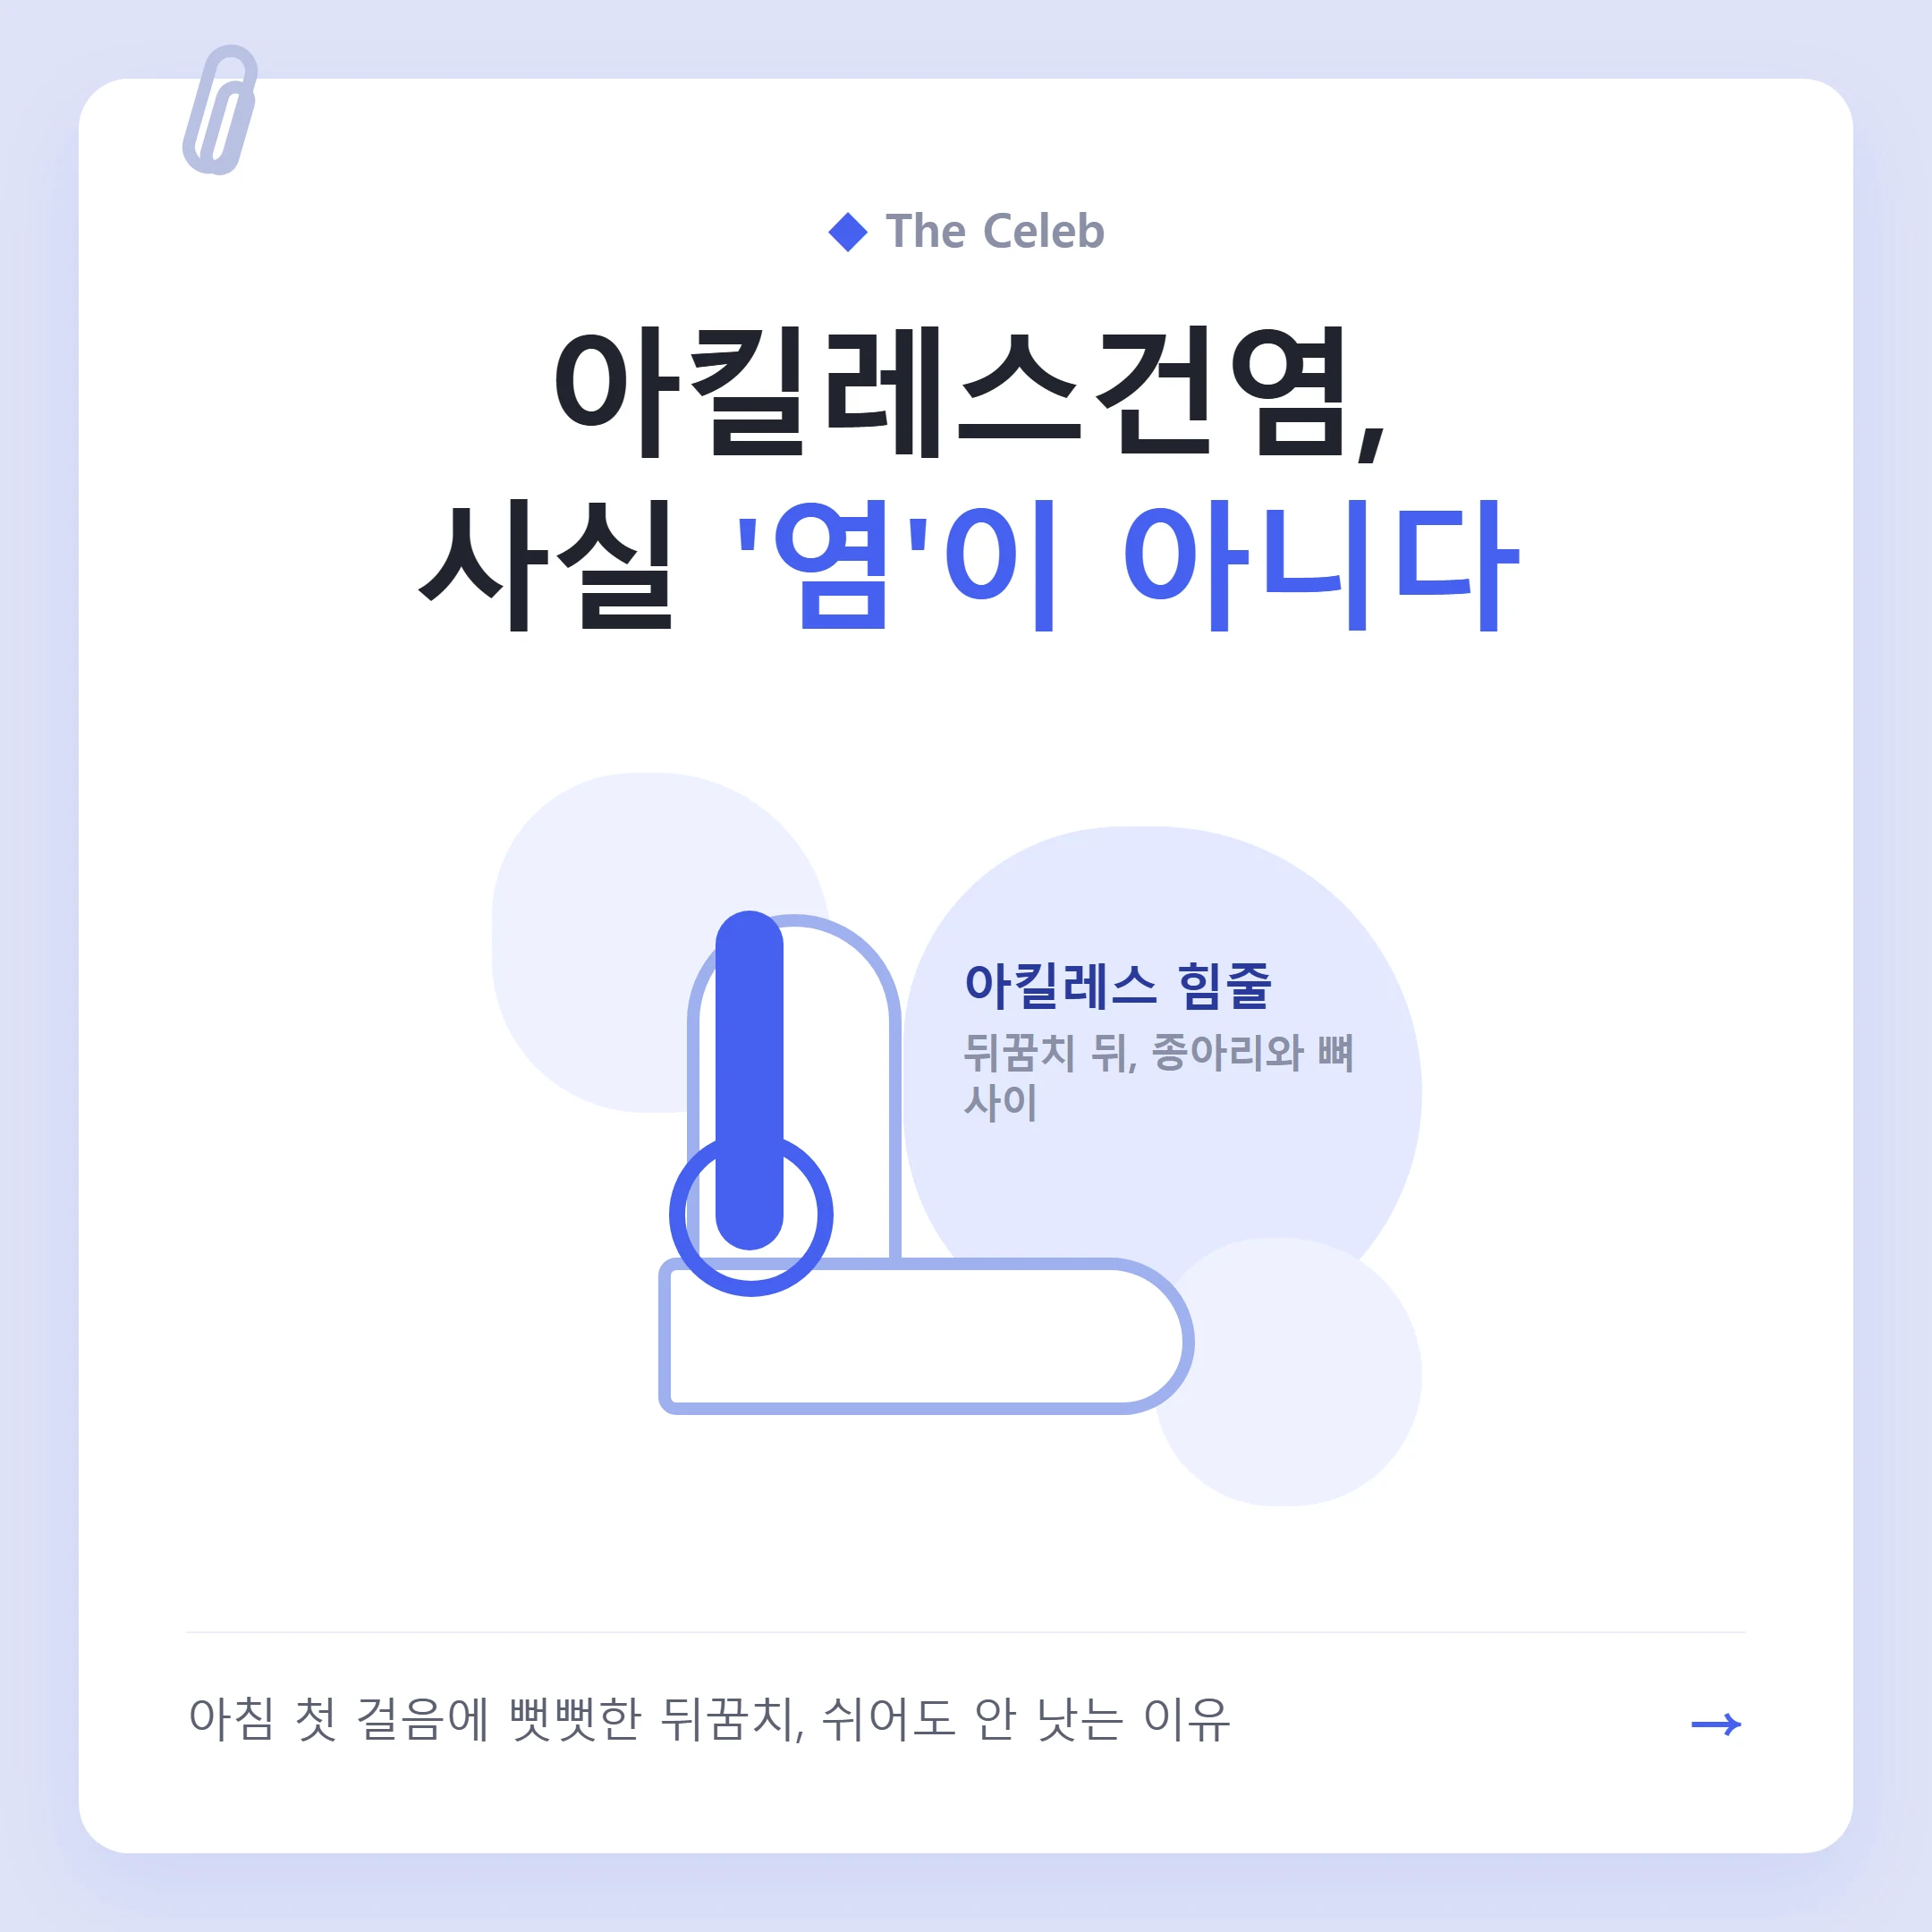 The Celeb
아킬레스건염,
사실 '염'이 아니다
아킬레스 힘줄
뒤꿈치 뒤, 종아리와 뼈
사이
아침 첫 걸음에 뻣뻣한 뒤꿈치, 쉬어도 안 낫는 이유 →